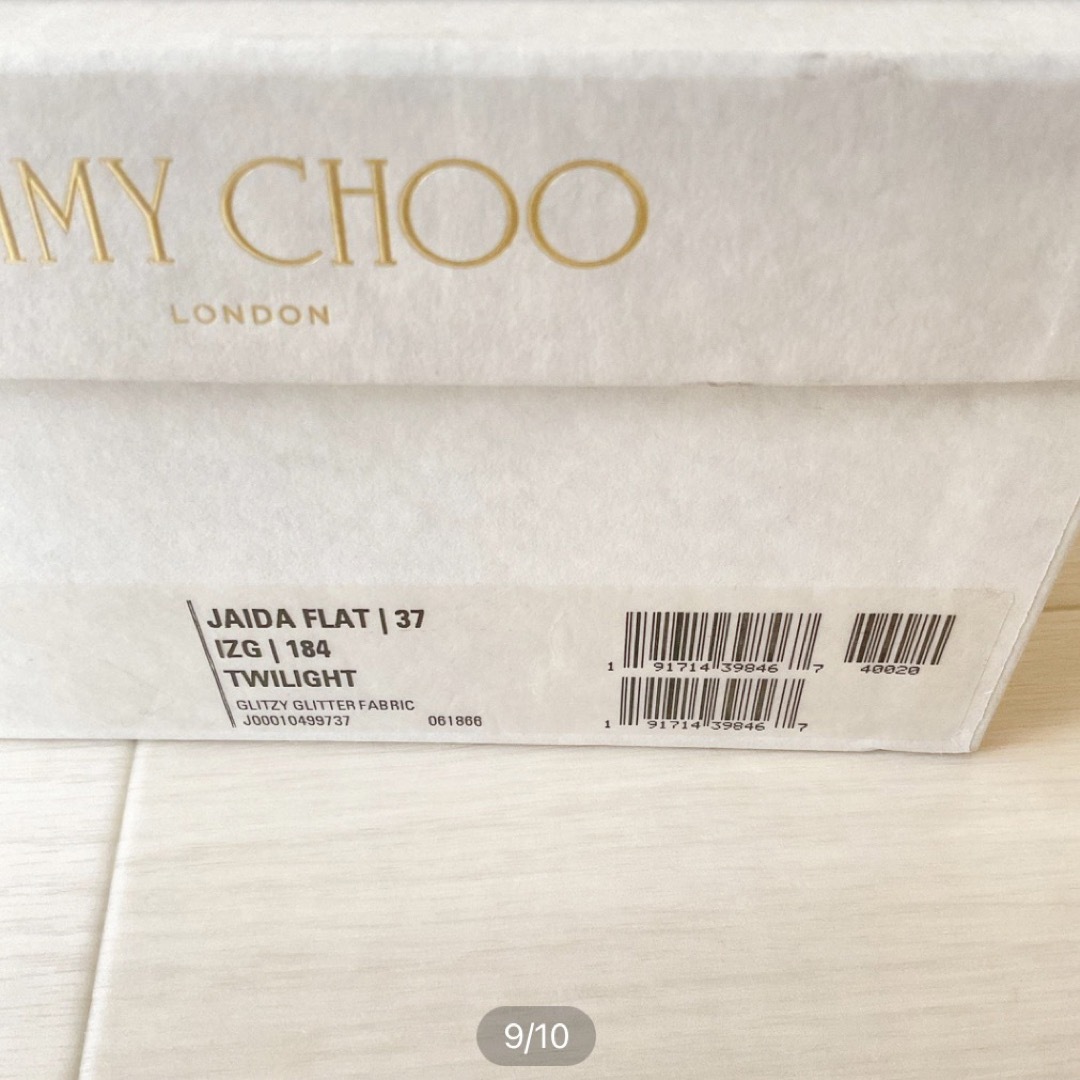 MMY CHOO
LONDON
JAIDA FLAT | 37
IZG | 184
TWILIGHT
GLITZY GLITTER FABRIC
J00010499737 061866
1 91714 39846 7
40020
1 91714 39846 7
9/10